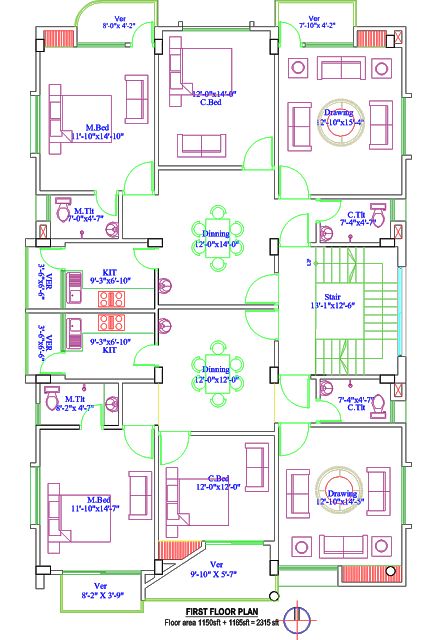 Ver
8'-0"x 4'-2"
Ver
7'-10"x 4'-2"
12'-0"x14'-0"
C.Bed
M.Bed
11'-10"x14'-10"
Drawing
12'-10"x15'-4"
M.Tlt
7'-0"x4'-7"
C.Tlt
7'-4"x4'-7"
Dinning
12'-0"x14'-0"
VER
3'-6"x6'-6"
KIT
9'-3"x6'-10"
Stair
13'-1"x12'-6"
VER
3'-6"x6'-6"
9'-3"x6'-10"
KIT
Dinning
12'-0"x12'-0"
M.Tlt
8'-2"x 4'-7"
7'-4"x4'-7"
C.Tlt
C.Bed
12'-0"x12'-0"
M.Bed
11'-10"x14'-7"
Drawing
12'-10"x14'-5"
Ver
9'-10" X 5'-7"
Ver
8'-2" X 3'-9"
FIRST FLOOR PLAN
Floor area 1150sft + 1165sft = 2315 sft